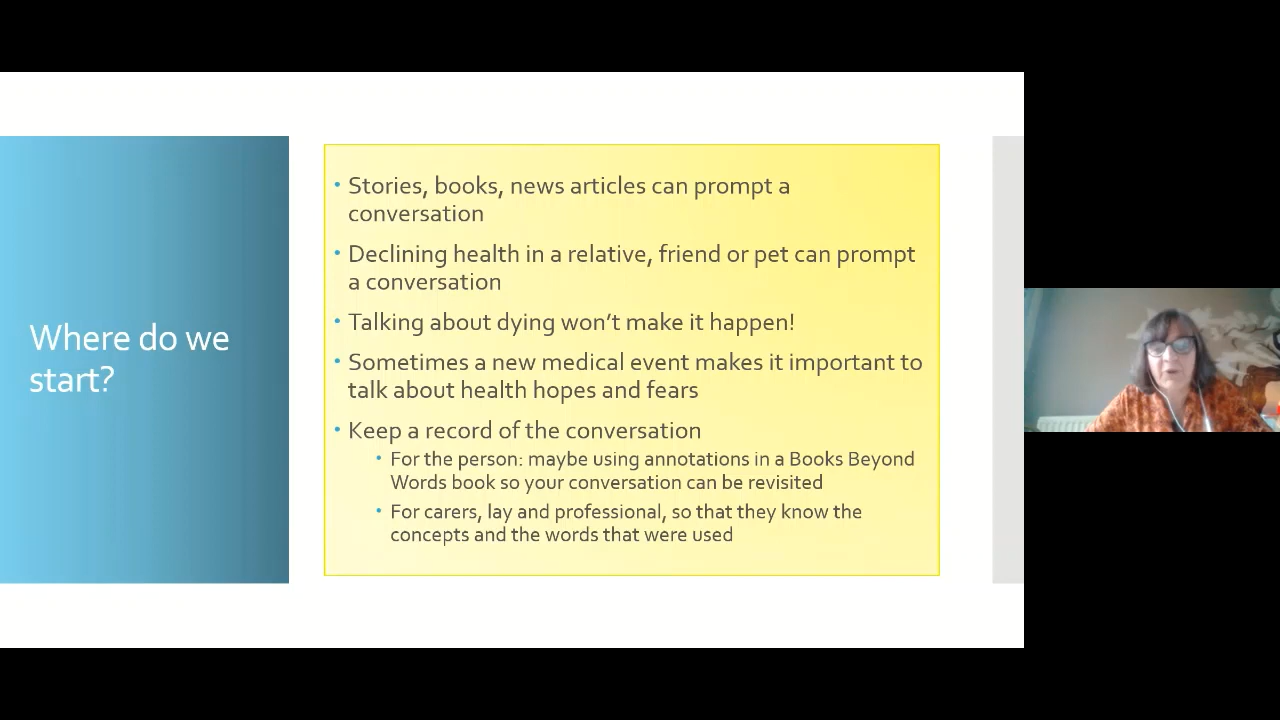 Where do we
start?
• Stories, books, news articles can prompt a
conversation
• Declining health in a relative, friend or pet can prompt
a conversation
• Talking about dying won't make it happen!
• Sometimes a new medical event makes it important to
talk about health hopes and fears
• Keep a record of the conversation
• For the person: maybe using annotations in a Books Beyond
Words book so your conversation can be revisited
• For carers, lay and professional, so that they know the
concepts and the words that were used